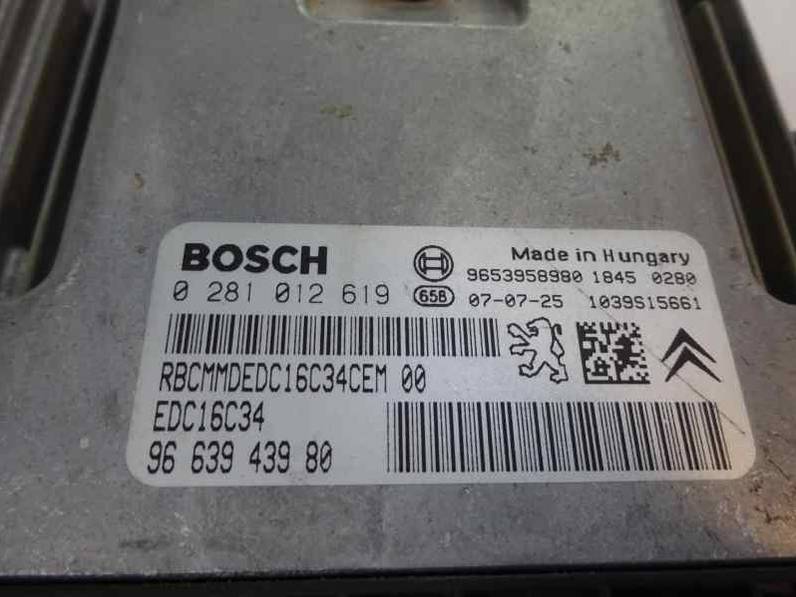 BOSCH
Made in Hungary
9653958980 1845 0280
0 281 012 619
658 07-07-25 1039S15661
RBCMMDEDC16C34CEM 00
EDC16C34
96 639 439 80